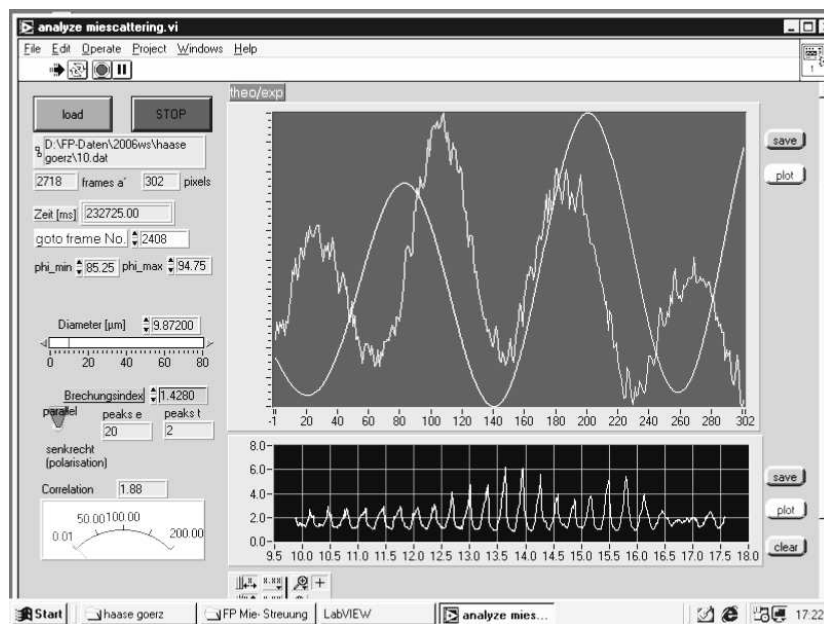 analyze miescattering.vi
File Edit Operate Project Windows Help
1
theo/exp
load STOP
D:\FP-Daten\2006ws\haase
goerz\10.dat
2718 frames a´ 302 pixels
Zeit [ms] 232725.00
goto frame No. 2408
phi_min 85.25 phi_max 94.75
Diameter [µm] 9.87200
0 20 40 60 80
Brechungsindex 1.4280
parallel peaks e peaks t
20 2
senkrecht
(polarisation)
Correlation 1.88
0.01 50.00 100.00 200.00
save
plot
-1 20 40 60 80 100 120 140 160 180 200 220 240 260 280 302
8.0
6.0
4.0
2.0
0.0
9.5 10.0 10.5 11.0 11.5 12.0 12.5 13.0 13.5 14.0 14.5 15.0 15.5 16.0 16.5 17.0 17.5 18.0
save
plot
clear
Start haase goerz FP Mie- Streuung LabVIEW analyze mies... 17:22